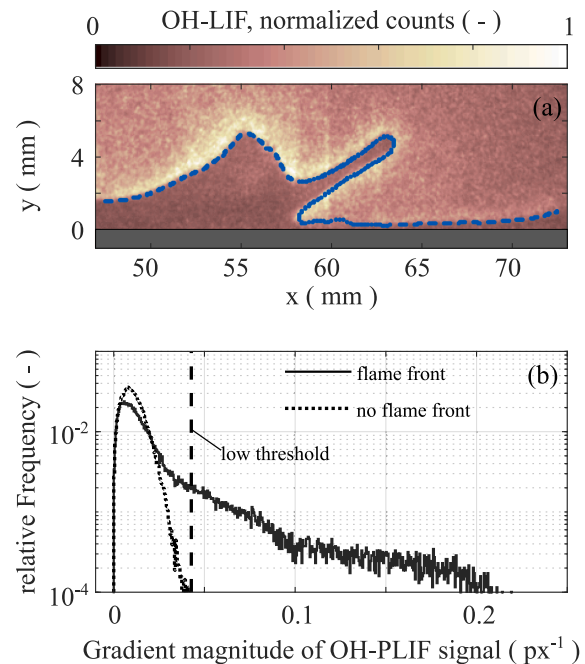 OH-LIF, normalized counts ( - )
0 1
(a)
8
6
4
2
0
y ( mm )
50 55 60 65 70
x ( mm )
(b)
flame front
no flame front
low threshold
10-2
10-4
relative Frequency ( - )
0 0.1 0.2
Gradient magnitude of OH-PLIF signal ( px-1 )